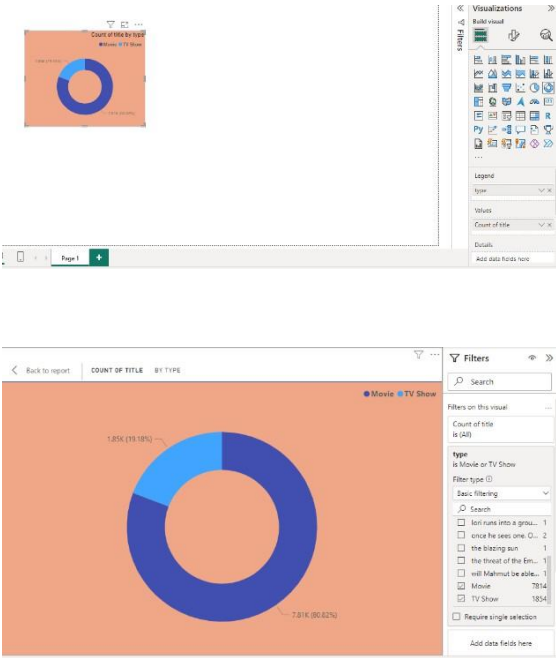 Visualizations
Build visual
Filters
Count of title by type
Movie TV Show
R
Py
...
Legend
type
Values
Count of title
Details
Add data fields here
Page 1
+
Back to report
COUNT OF TITLE
BY TYPE
Movie TV Show
1.85K (19.18%)
7.81K (80.82%)
Filters
Search
Filters on this visual
...
Count of title
is (All)
type
is Movie or TV Show
Filter type
Basic filtering
Search
lori runs into a grou... 1
once he sees one. O... 2
the blazing sun 1
the threat of the Em... 1
will Mahmut be able... 1
Movie 7814
TV Show 1854
Require single selection
Add data fields here